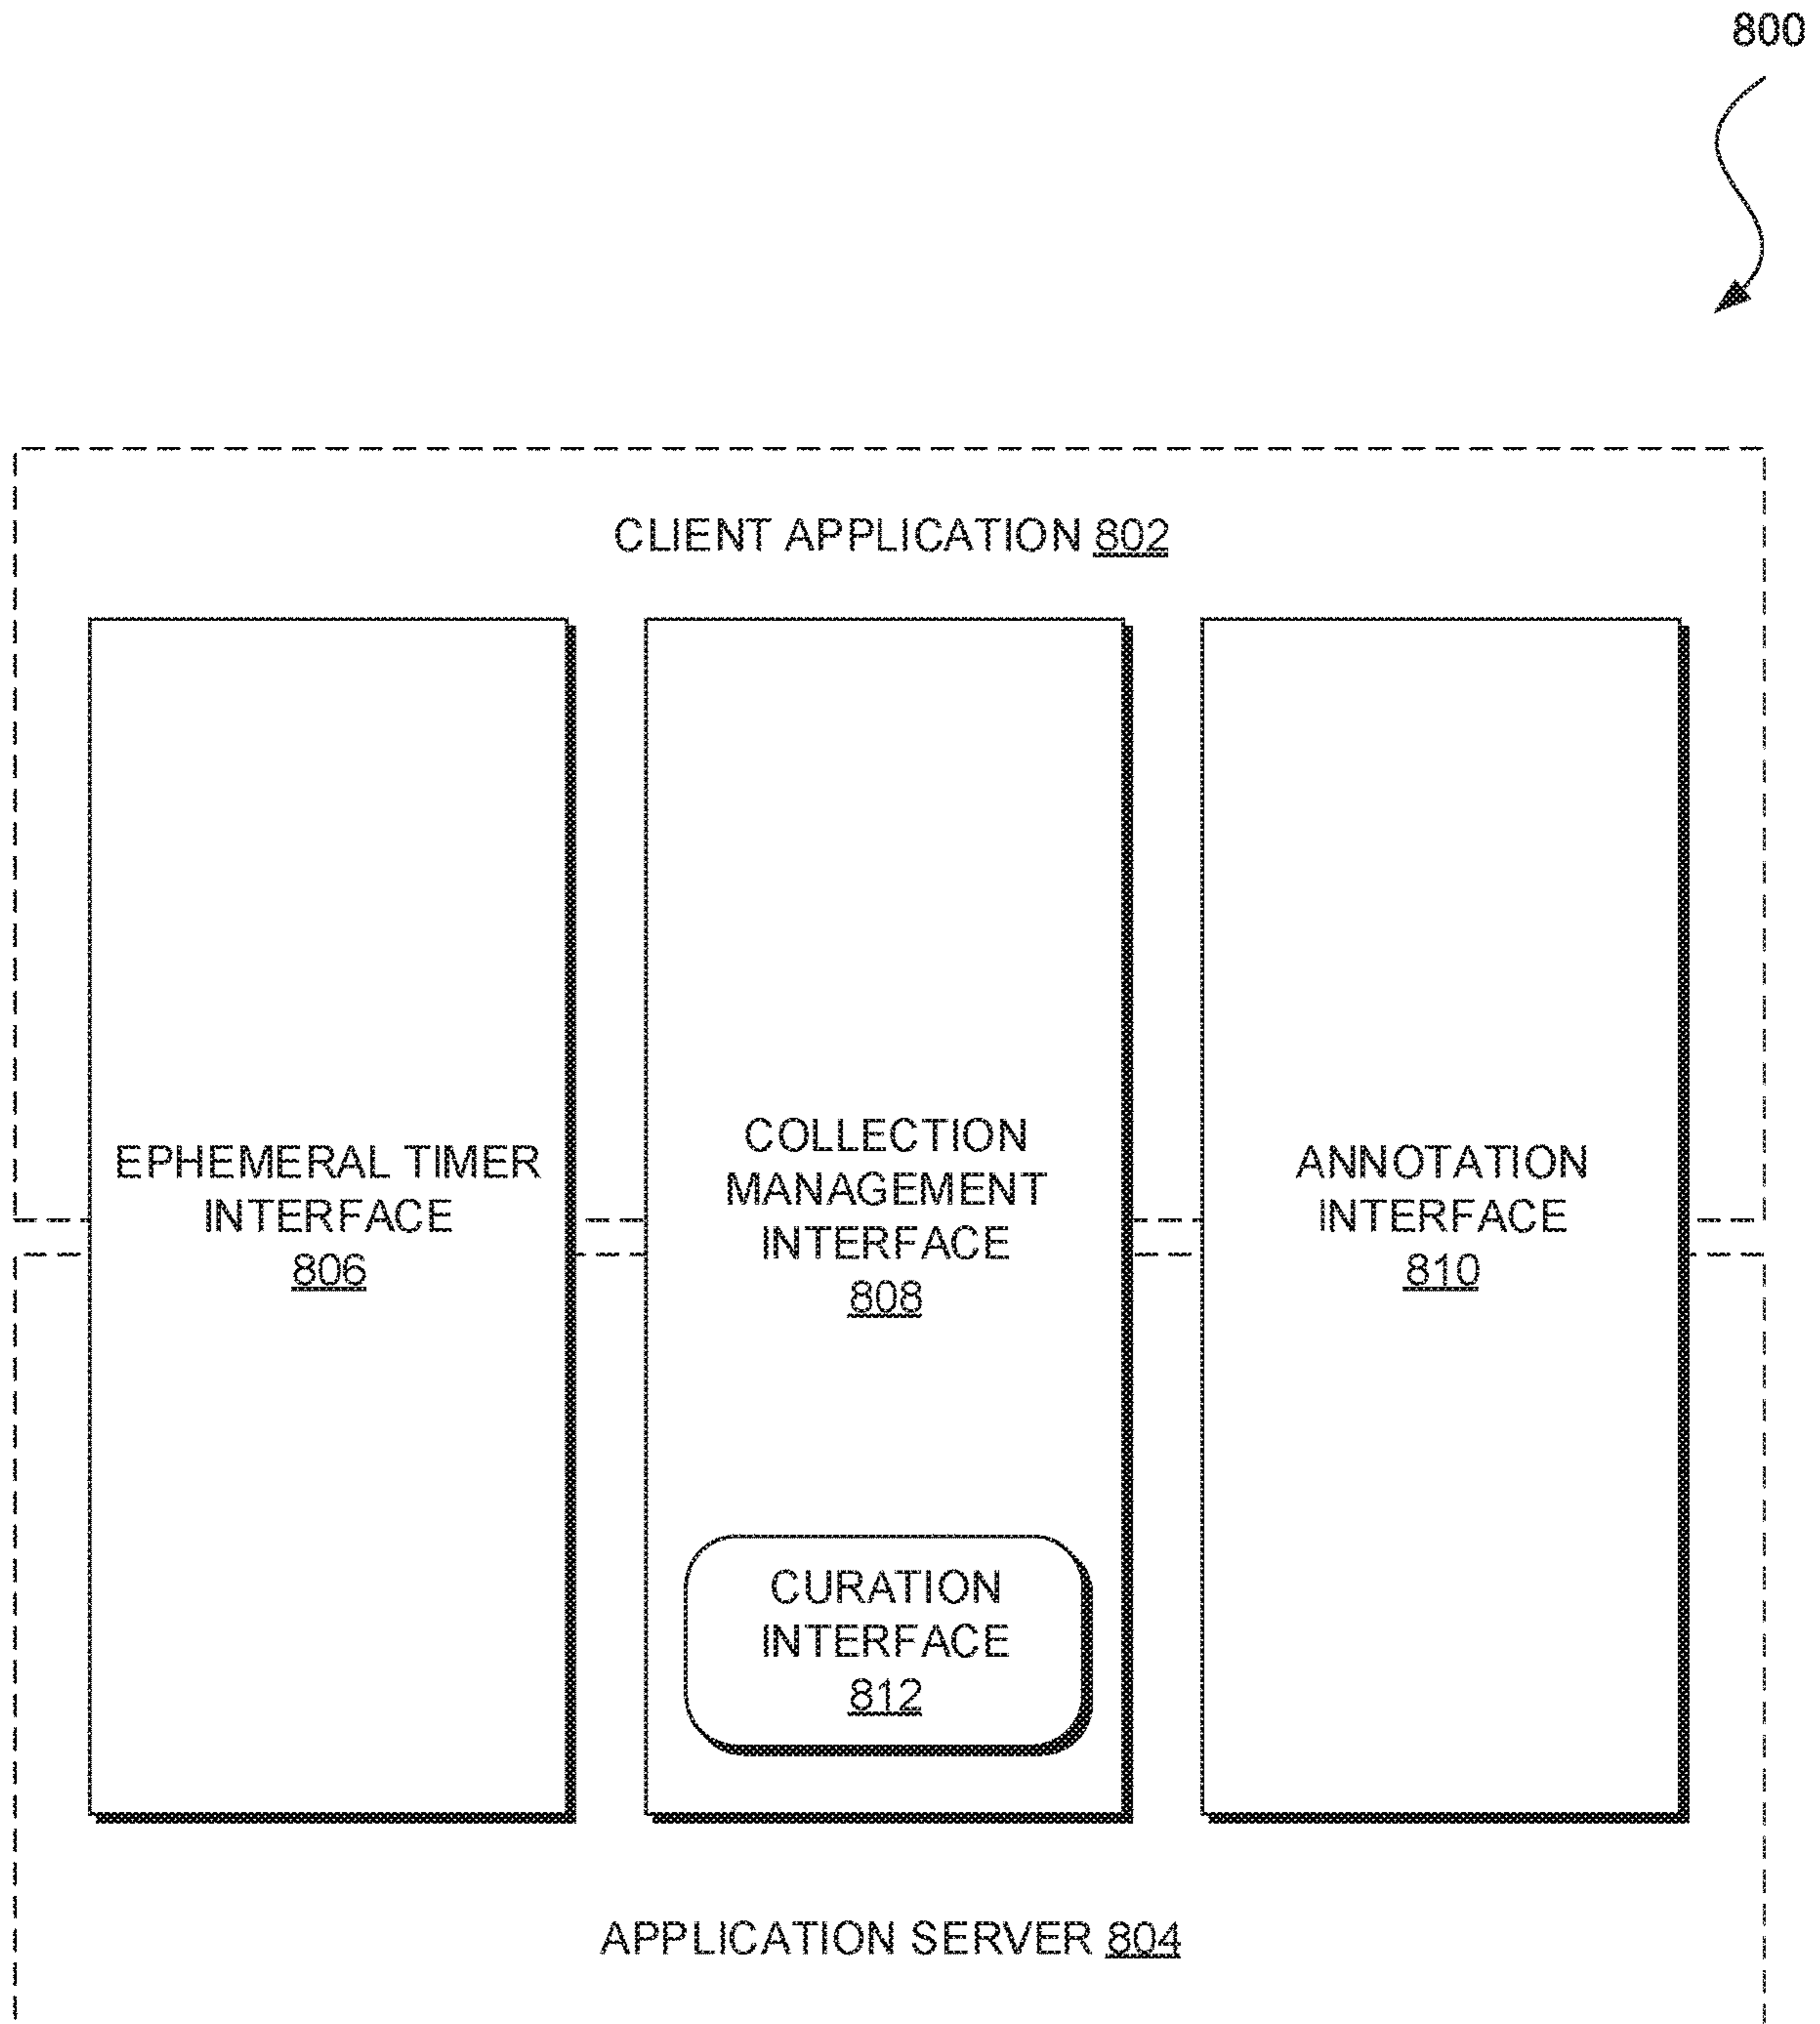 800
CLIENT APPLICATION 802
EPHEMERAL TIMER
INTERFACE
806
COLLECTION
MANAGEMENT
INTERFACE
808
ANNOTATION
INTERFACE
810
CURATION
INTERFACE
812
APPLICATION SERVER 804